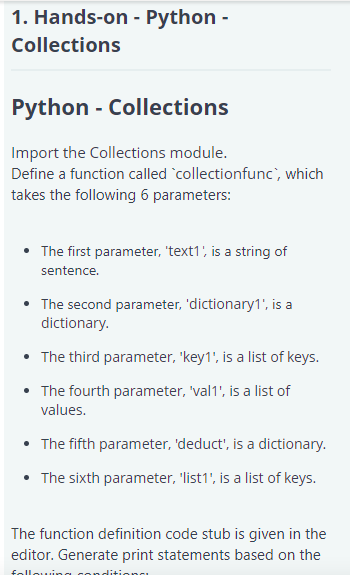 1. Hands-on - Python -
Collections
Python - Collections
Import the Collections module.
Define a function called `collectionfunc`, which
takes the following 6 parameters:
• The first parameter, 'text1', is a string of
sentence.
• The second parameter, 'dictionary1', is a
dictionary.
• The third parameter, 'key1', is a list of keys.
• The fourth parameter, 'val1', is a list of
values.
• The fifth parameter, 'deduct', is a dictionary.
• The sixth parameter, 'list1', is a list of keys.
The function definition code stub is given in the
editor. Generate print statements based on the
following conditions: